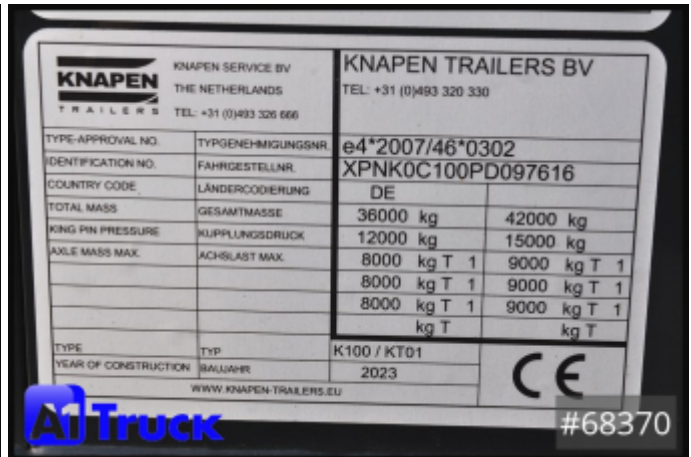 KNAPEN
TRAILERS
KNAPEN SERVICE BV
THE NETHERLANDS
TEL: +31 (0)493 326 666
KNAPEN TRAILERS BV
TEL: +31 (0)493 320 330
TYPE-APPROVAL NO. TYPGENEHMIGUNGSNR. e4*2007/46*0302
IDENTIFICATION NO. FAHRGESTELLNR. XPNK0C100PD097616
COUNTRY CODE LÄNDERCODIERUNG DE
TOTAL MASS GESAMTMASSE 36000 kg 42000 kg
KING PIN PRESSURE KUPPLUNGSDRUCK 12000 kg 15000 kg
AXLE MASS MAX. ACHSLAST MAX. 8000 kg T 1 9000 kg T 1
8000 kg T 1 9000 kg T 1
8000 kg T 1 9000 kg T 1
kg T kg T
TYPE TYP K100 / KT01
YEAR OF CONSTRUCTION BAUJAHR 2023
CE
WWW.KNAPEN-TRAILERS.EU
A1 Truck
#68370